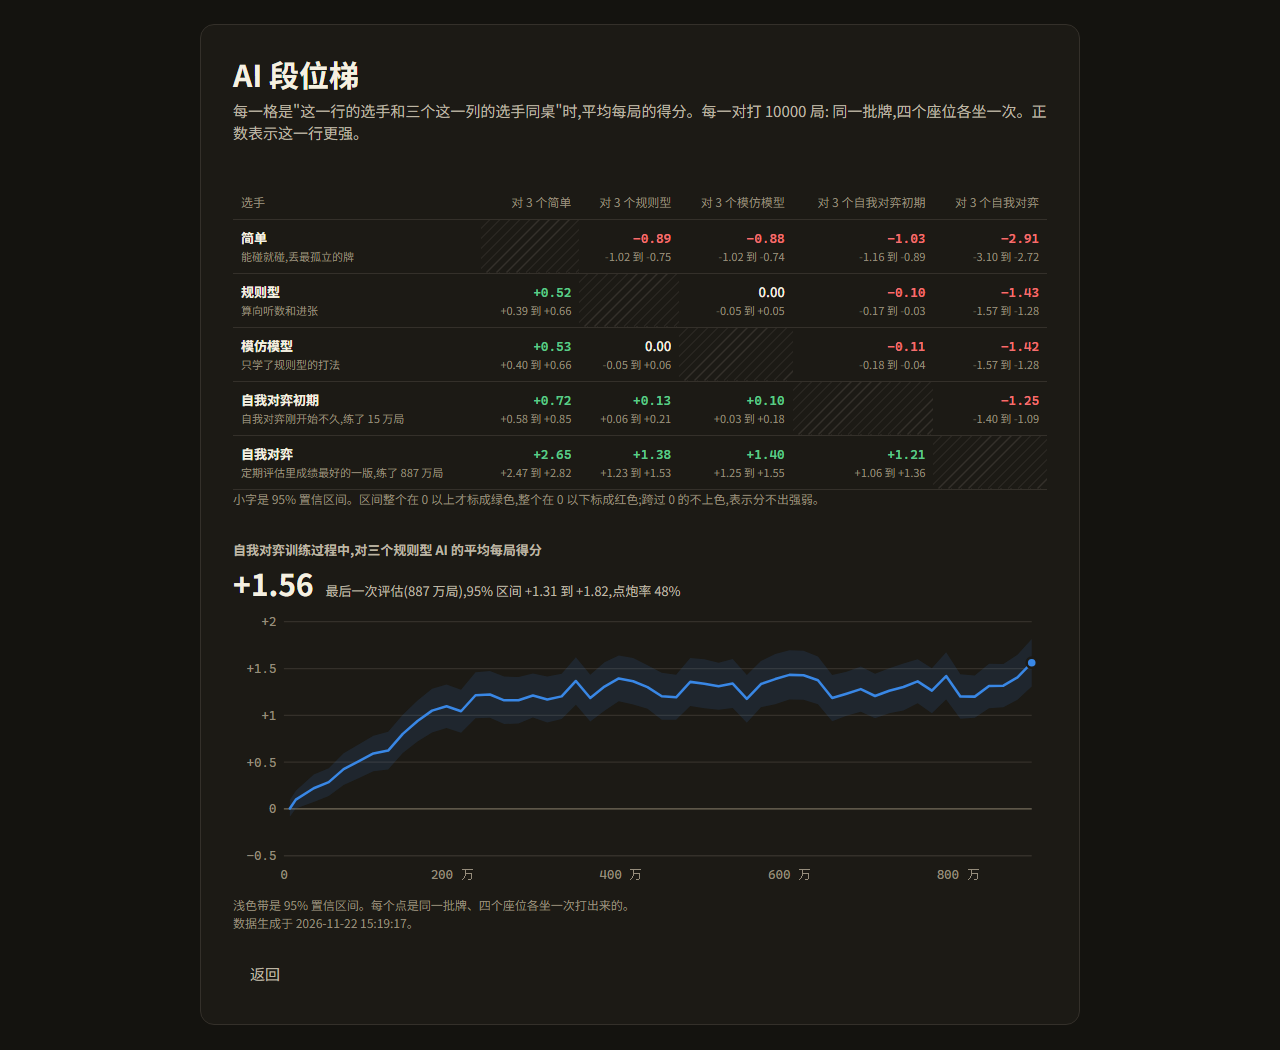 AI 段位梯
每一格是"这一行的选手和三个这一列的选手同桌"时,平均每局的得分。每一对打 10000 局: 同一批牌,四个座位各坐一次。正
数表示这一行更强。
选手 对 3 个简单 对 3 个规则型 对 3 个模仿模型 对 3 个自我对弈初期 对 3 个自我对弈
简单 −0.89 −0.88 −1.03 −2.91
能碰就碰,丢最孤立的牌 -1.02 到 -0.75 -1.02 到 -0.74 -1.16 到 -0.89 -3.10 到 -2.72
规则型 +0.52 0.00 −0.10 −1.43
算向听数和进张 +0.39 到 +0.66 -0.05 到 +0.05 -0.17 到 -0.03 -1.57 到 -1.28
模仿模型 +0.53 0.00 −0.11 −1.42
只学了规则型的打法 +0.40 到 +0.66 -0.05 到 +0.06 -0.18 到 -0.04 -1.57 到 -1.28
自我对弈初期 +0.72 +0.13 +0.10 −1.25
自我对弈刚开始不久,练了 15 万局 +0.58 到 +0.85 +0.06 到 +0.21 +0.03 到 +0.18 -1.40 到 -1.09
自我对弈 +2.65 +1.38 +1.40 +1.21
定期评估里成绩最好的一版,练了 887 万局 +2.47 到 +2.82 +1.23 到 +1.53 +1.25 到 +1.55 +1.06 到 +1.36
小字是 95% 置信区间。区间整个在 0 以上才标成绿色,整个在 0 以下标成红色;跨过 0 的不上色,表示分不出强弱。
自我对弈训练过程中,对三个规则型 AI 的平均每局得分
+1.56 最后一次评估(887 万局),95% 区间 +1.31 到 +1.82,点炮率 48%
+2
+1.5
+1
+0.5
0
−0.5
0 200 万 400 万 600 万 800 万
浅色带是 95% 置信区间。每个点是同一批牌、四个座位各坐一次打出来的。
数据生成于 2026-11-22 15:19:17。
返回